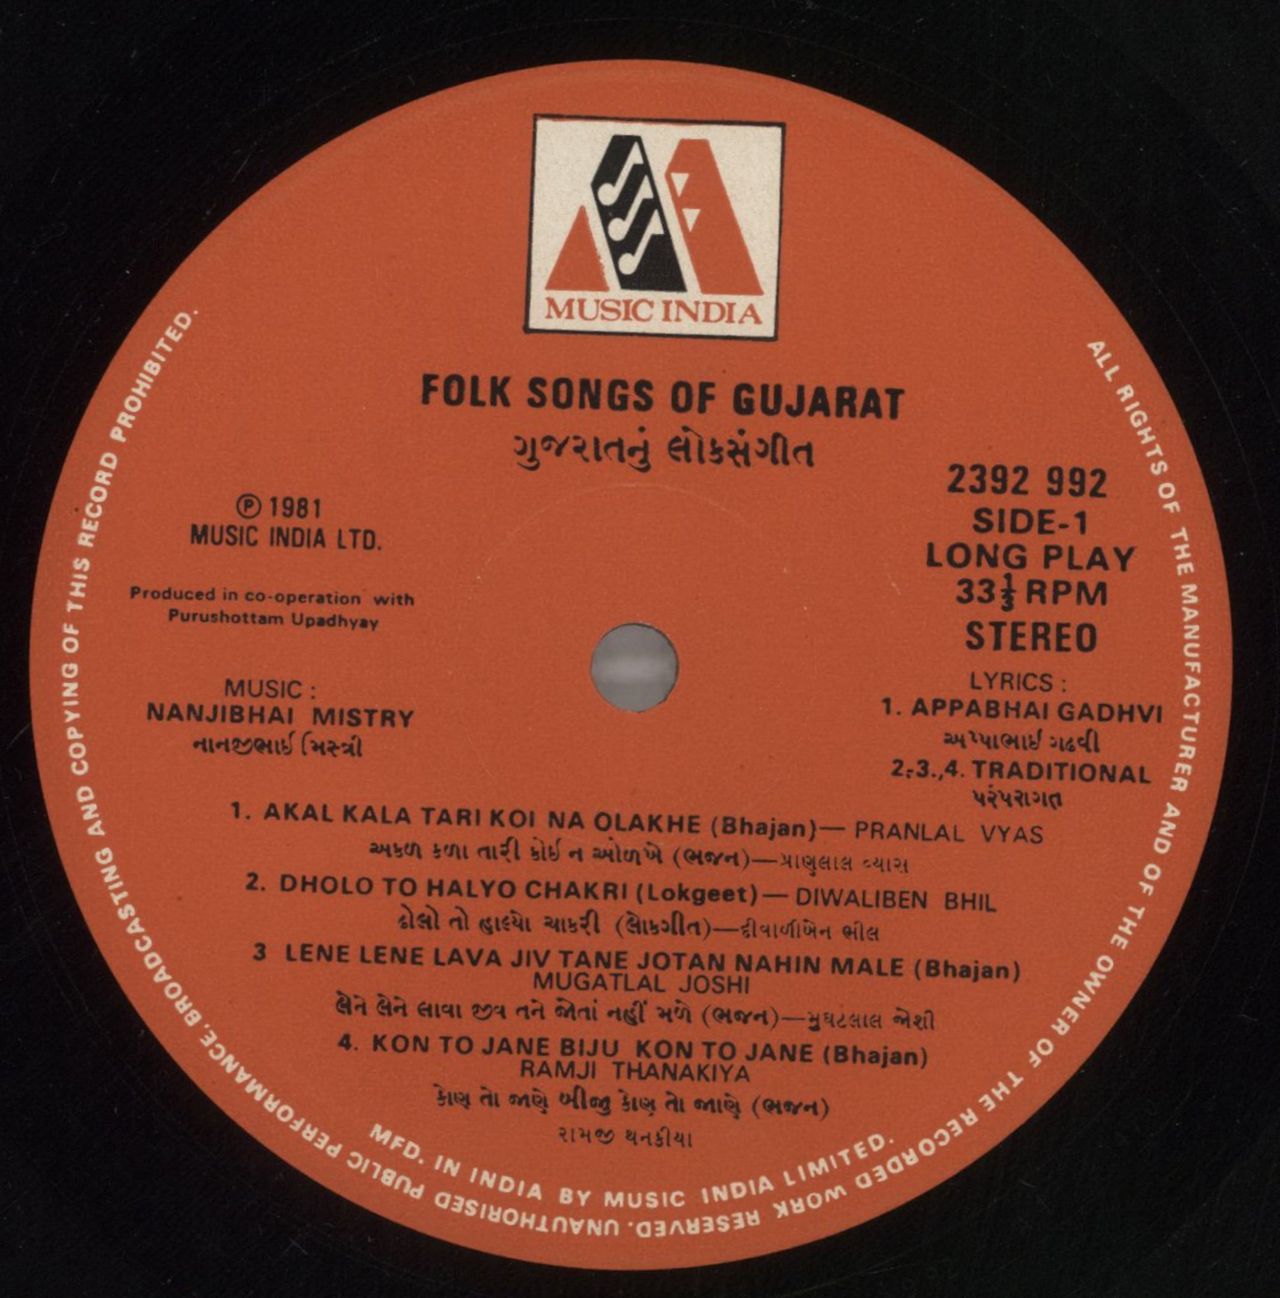 MUSIC INDIA
FOLK SONGS OF GUJARAT
ગુજરાતનું લોકસંગીત
℗ 1981
MUSIC INDIA LTD.
Produced in co-operation with
Purushottam Upadhyay
MUSIC :
NANJIBHAI MISTRY
નાનજીભાઈ મિસ્ત્રી
2392 992
SIDE-1
LONG PLAY
33⅓ RPM
STEREO
LYRICS :
1. APPABHAI GADHVI
અપ્પાભાઈ ગઢવી
2.-3.,4. TRADITIONAL
પરંપરાગત
1. AKAL KALA TARI KOI NA OLAKHE (Bhajan)— PRANLAL VYAS
અકળ કળા તારી કોઈ ન ઓળખે (ભજન)—પ્રાણલાલ વ્યાસ
2. DHOLO TO HALYO CHAKRI (Lokgeet)— DIWALIBEN BHIL
ઢોલો તો હાલ્યો ચાકરી (લોકગીત)—દીવાળીબેન ભીલ
3 LENE LENE LAVA JIV TANE JOTAN NAHIN MALE (Bhajan)
MUGATLAL JOSHI
લેને લેને લાવા જીવ તને જોતાં નહીં મળે (ભજન)—મુઘટલાલ જોશી
4. KON TO JANE BIJU KON TO JANE (Bhajan)
RAMJI THANAKIYA
કોણ તો જાણે બીજી કોણ તો જાણે (ભજન)
રામજી થનકીયા
MFD. IN INDIA BY MUSIC INDIA LIMITED.
ALL RIGHTS OF THE MANUFACTURER AND OF THE OWNER OF THE RECORDED WORK RESERVED. UNAUTHORISED PUBLIC PERFORMANCE, BROADCASTING AND COPYING OF THIS RECORD PROHIBITED.